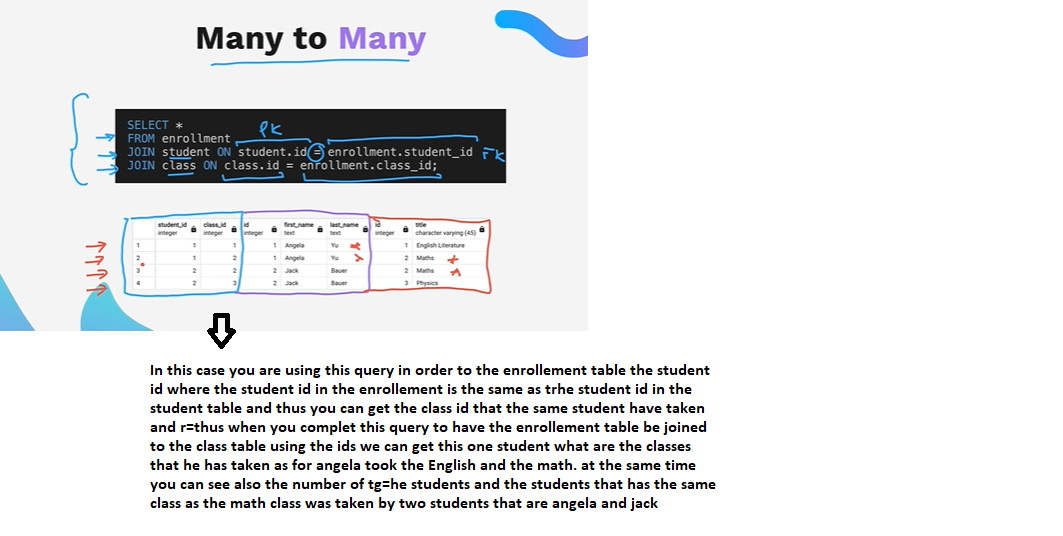 Many to Many
SELECT *
FROM enrollment
PK
JOIN student ON student.id = enrollment.student_id
FK
JOIN class ON class.id = enrollment.class_id;
student_id integer class_id integer id integer first_name text last_name text id integer title character varying (45)
1 1 1 1 Angela Yu 1 English Literature
2 1 2 1 Angela Yu 2 Maths
3 2 2 2 Jack Bauer 2 Maths
4 2 3 2 Jack Bauer 3 Physics
In this case you are using this query in order to the enrollement table the student
id where the student id in the enrollement is the same as trhe student id in the
student table and thus you can get the class id that the same student have taken
and r=thus when you complet this query to have the enrollement table be joined
to the class table using the ids we can get this one student what are the classes
that he has taken as for angela took the English and the math. at the same time
you can see also the number of tg=he students and the students that has the same
class as the math class was taken by two students that are angela and jack